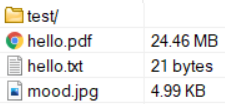 test/
hello.pdf 24.46 MB
hello.txt 21 bytes
mood.jpg 4.99 KB